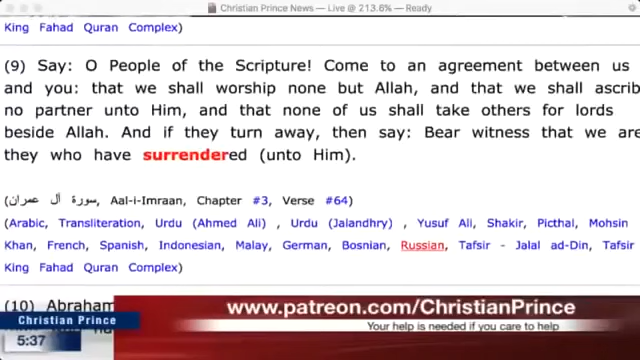 Christian Prince News — Live @ 213.6% — Ready
King Fahad Quran Complex)
(9) Say: O People of the Scripture! Come to an agreement between us
and you: that we shall worship none but Allah, and that we shall ascrib
no partner unto Him, and that none of us shall take others for lords
beside Allah. And if they turn away, then say: Bear witness that we are
they who have surrendered (unto Him).
(سورة آل عمران, Aal-i-Imraan, Chapter #3, Verse #64)
(Arabic, Transliteration, Urdu (Ahmed Ali) , Urdu (Jalandhry) , Yusuf Ali, Shakir, Picthal, Mohsin
Khan, French, Spanish, Indonesian, Malay, German, Bosnian, Russian, Tafsir - Jalal ad-Din, Tafsir
King Fahad Quran Complex)
(10) Abraham
www.patreon.com/ChristianPrince
Christian Prince
Your help is needed if you care to help
5:37